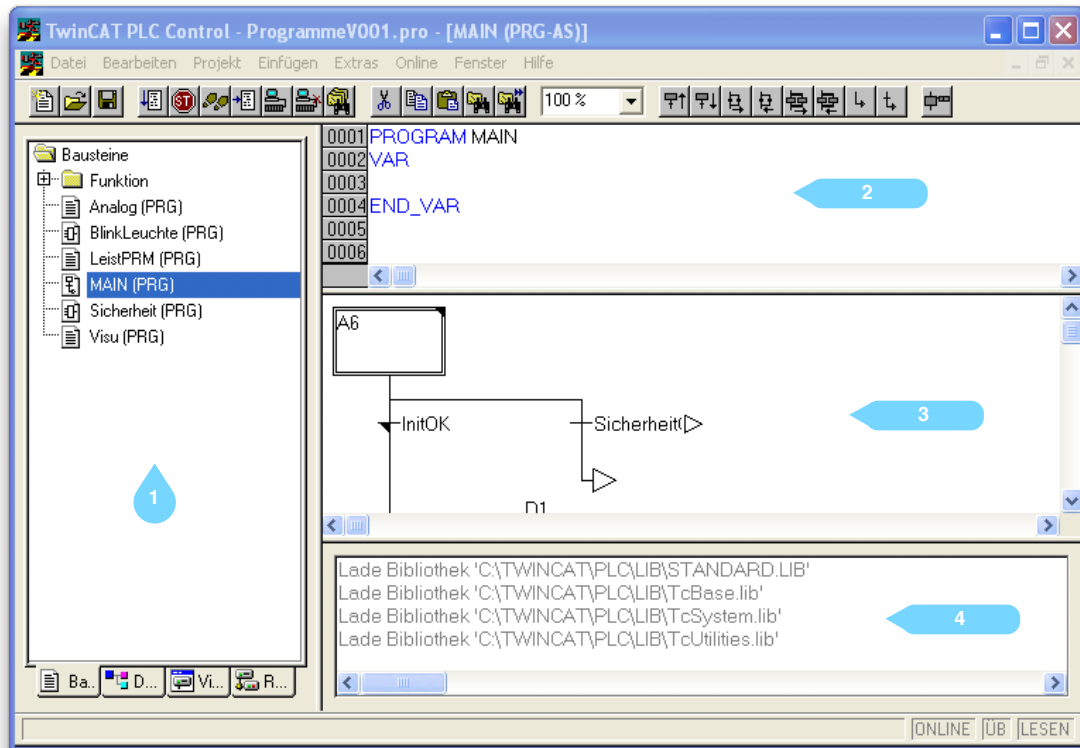 TwinCAT PLC Control - ProgrammeV001.pro - [MAIN (PRG-AS)]
Datei Bearbeiten Projekt Einfügen Extras Online Fenster Hilfe
100 %
Bausteine
Funktion
Analog (PRG)
BlinkLeuchte (PRG)
LeistPRM (PRG)
MAIN (PRG)
Sicherheit (PRG)
Visu (PRG)
1
Ba.. D... Vi... R...
0001 PROGRAM MAIN
0002 VAR
0003
0004 END_VAR
0005
0006
2
A6
InitOK
Sicherheit(
D1
3
Lade Bibliothek 'C:\TWINCAT\PLC\LIB\STANDARD.LIB'
Lade Bibliothek 'C:\TWINCAT\PLC\LIB\TcBase.lib'
Lade Bibliothek 'C:\TWINCAT\PLC\LIB\TcSystem.lib'
Lade Bibliothek 'C:\TWINCAT\PLC\LIB\TcUtilities.lib'
4
ONLINE ÜB LESEN